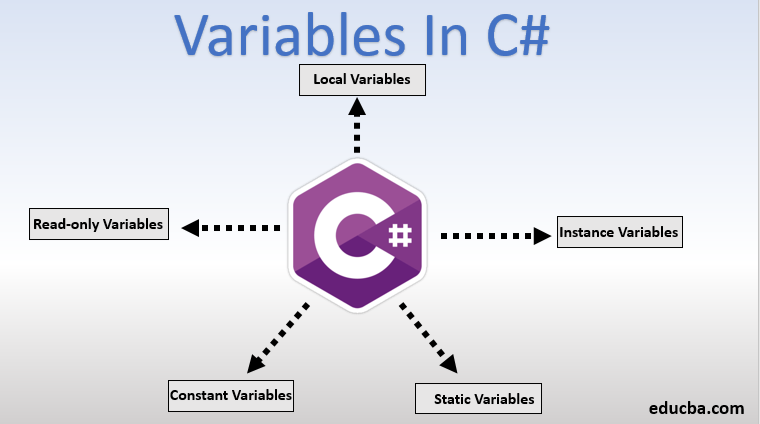 Variables In C#
Local Variables
C#
Read-only Variables
Instance Variables
Constant Variables
Static Variables
educba.com